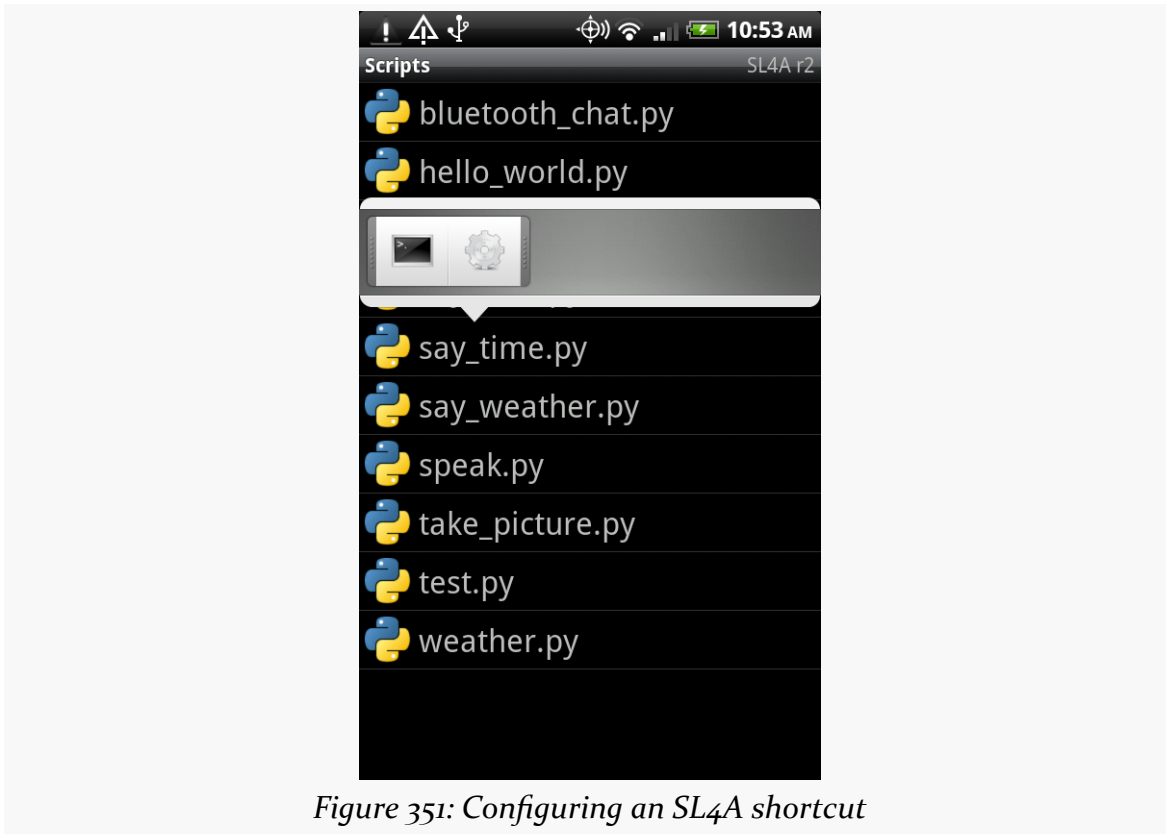 10:53 AM
Scripts SL4A r2
bluetooth_chat.py
hello_world.py
say_time.py
say_weather.py
speak.py
take_picture.py
test.py
weather.py
Figure 351: Configuring an SL4A shortcut